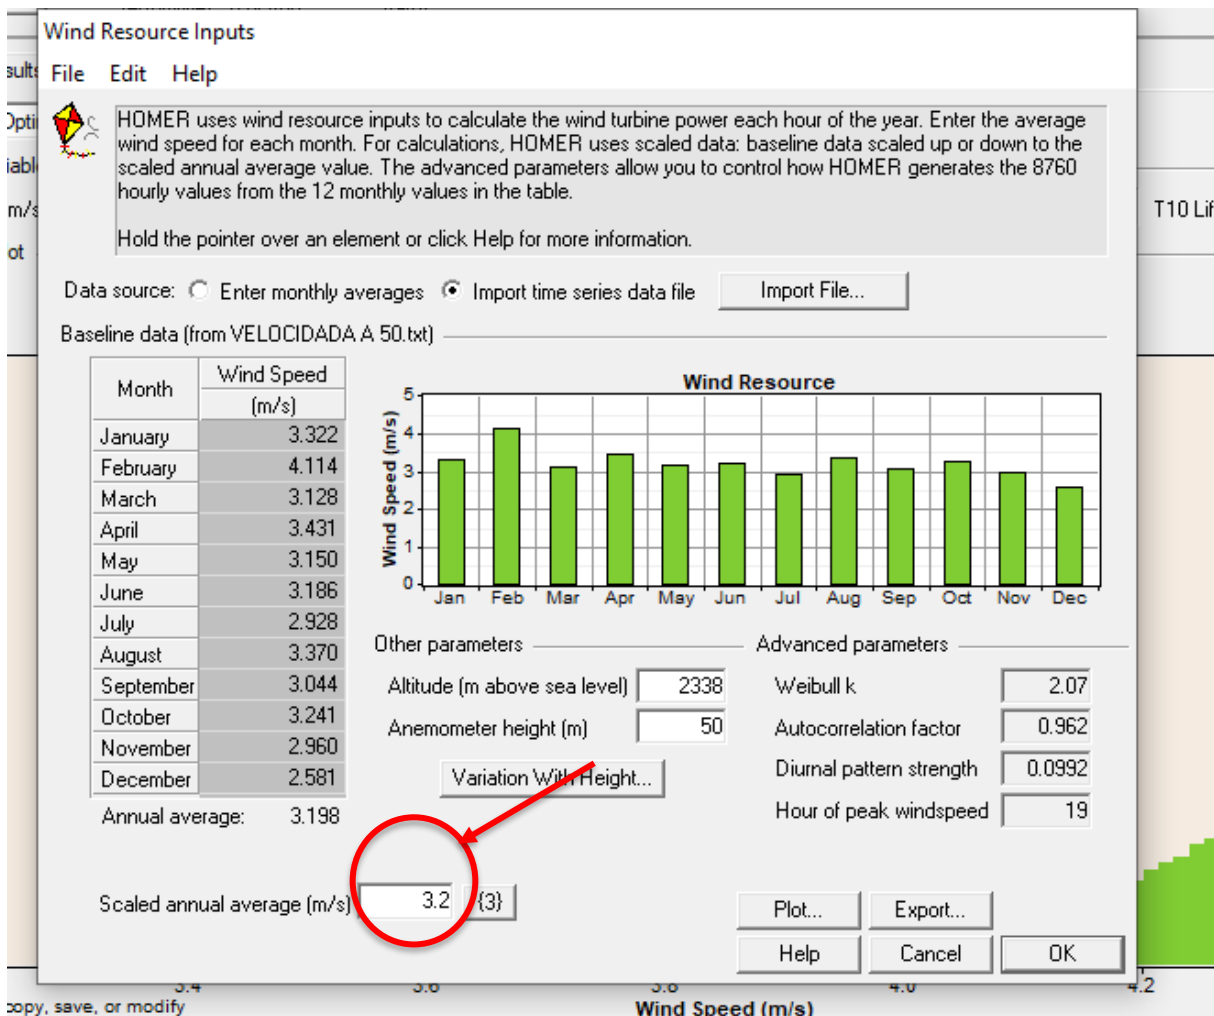 Wind Resource Inputs
File Edit Help
HOMER uses wind resource inputs to calculate the wind turbine power each hour of the year. Enter the average
wind speed for each month. For calculations, HOMER uses scaled data: baseline data scaled up or down to the
scaled annual average value. The advanced parameters allow you to control how HOMER generates the 8760
hourly values from the 12 monthly values in the table.
Hold the pointer over an element or click Help for more information.
Data source: Enter monthly averages Import time series data file Import File...
Baseline data (from VELOCIDADA A 50.txt)
Month Wind Speed
(m/s)
January 3.322
February 4.114
March 3.128
April 3.431
May 3.150
June 3.186
July 2.928
August 3.370
September 3.044
October 3.241
November 2.960
December 2.581
Annual average: 3.198
Wind Resource
Wind Speed (m/s)
5
4
3
2
1
0
Jan Feb Mar Apr May Jun Jul Aug Sep Oct Nov Dec
Other parameters
Altitude (m above sea level) 2338
Anemometer height (m) 50
Variation With Height...
Advanced parameters
Weibull k 2.07
Autocorrelation factor 0.962
Diurnal pattern strength 0.0992
Hour of peak windspeed 19
Scaled annual average (m/s) 3.2 {3}
Plot... Export...
Help Cancel OK
sults
Opti
iabl
m/s
ot
T10 Lif
3.4 3.6 3.8 4.0 4.2
copy, save, or modify
Wind Speed (m/s)